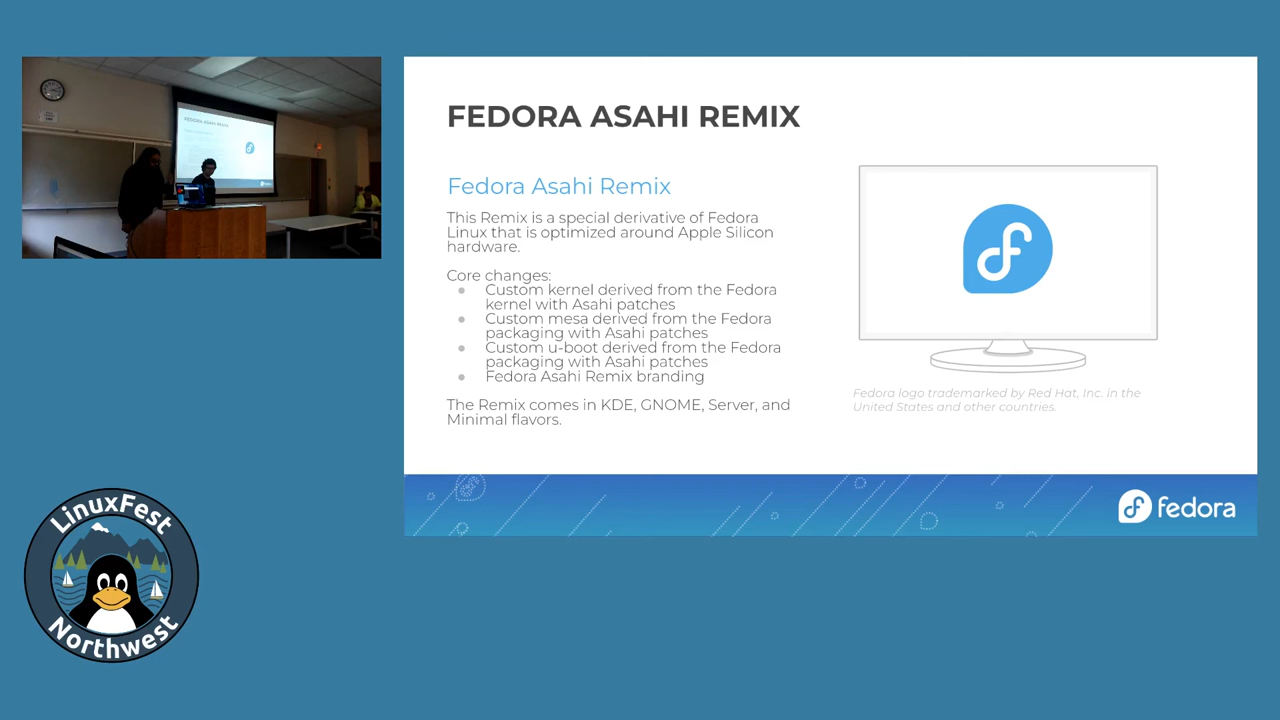 FEDORA ASAHI REMIX
Fedora Asahi Remix
This Remix is a special derivative of Fedora
Linux that is optimized around Apple Silicon
hardware.
Core changes:
● Custom kernel derived from the Fedora
kernel with Asahi patches
● Custom mesa derived from the Fedora
packaging with Asahi patches
● Custom u-boot derived from the Fedora
packaging with Asahi patches
● Fedora Asahi Remix branding
The Remix comes in KDE, GNOME, Server, and
Minimal flavors.
Fedora logo trademarked by Red Hat, Inc. in the
United States and other countries.
fedora
FEDORA ASAHI REMIX
LinuxFest
Northwest